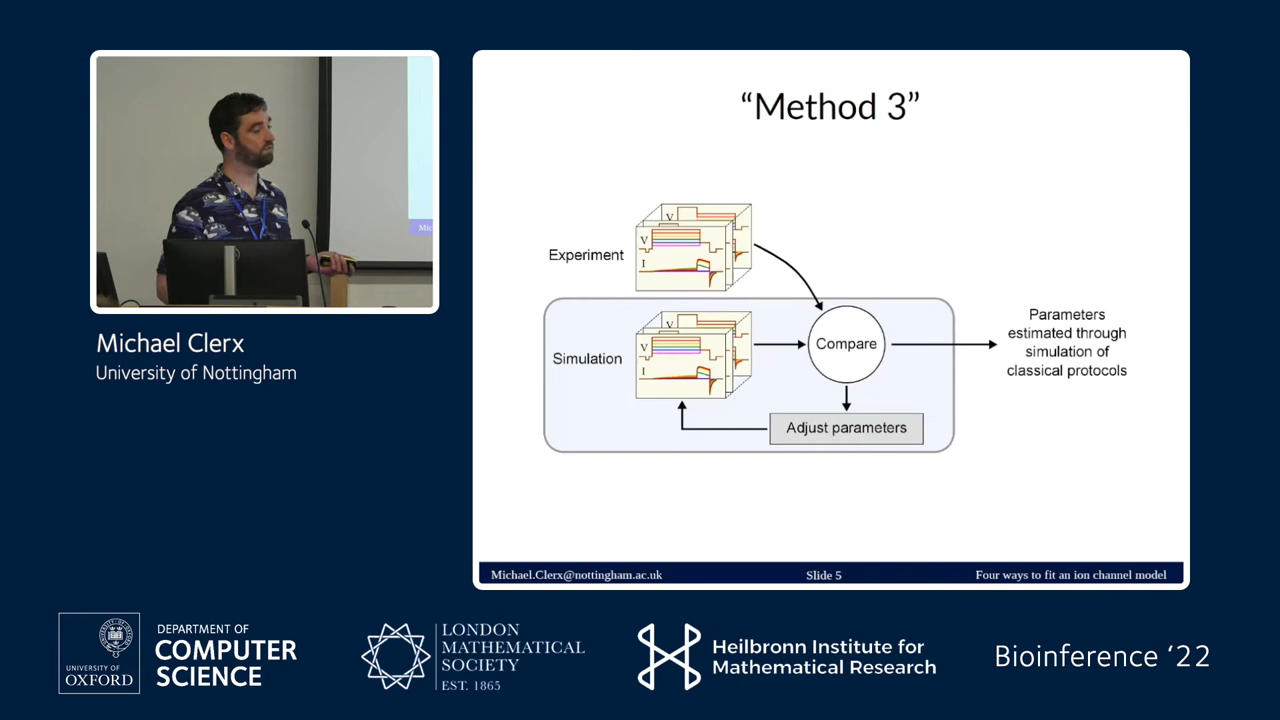 Mic
Michael Clerx
University of Nottingham
“Method 3”
Experiment
V
V
I
Simulation
V
V
I
Compare
Adjust parameters
Parameters
estimated through
simulation of
classical protocols
Michael.Clerx@nottingham.ac.uk
Slide 5
Four ways to fit an ion channel model
UNIVERSITY OF
OXFORD
DEPARTMENT OF
COMPUTER
SCIENCE
LONDON
MATHEMATICAL
SOCIETY
EST. 1865
Heilbronn Institute for
Mathematical Research
Bioinference ‘22